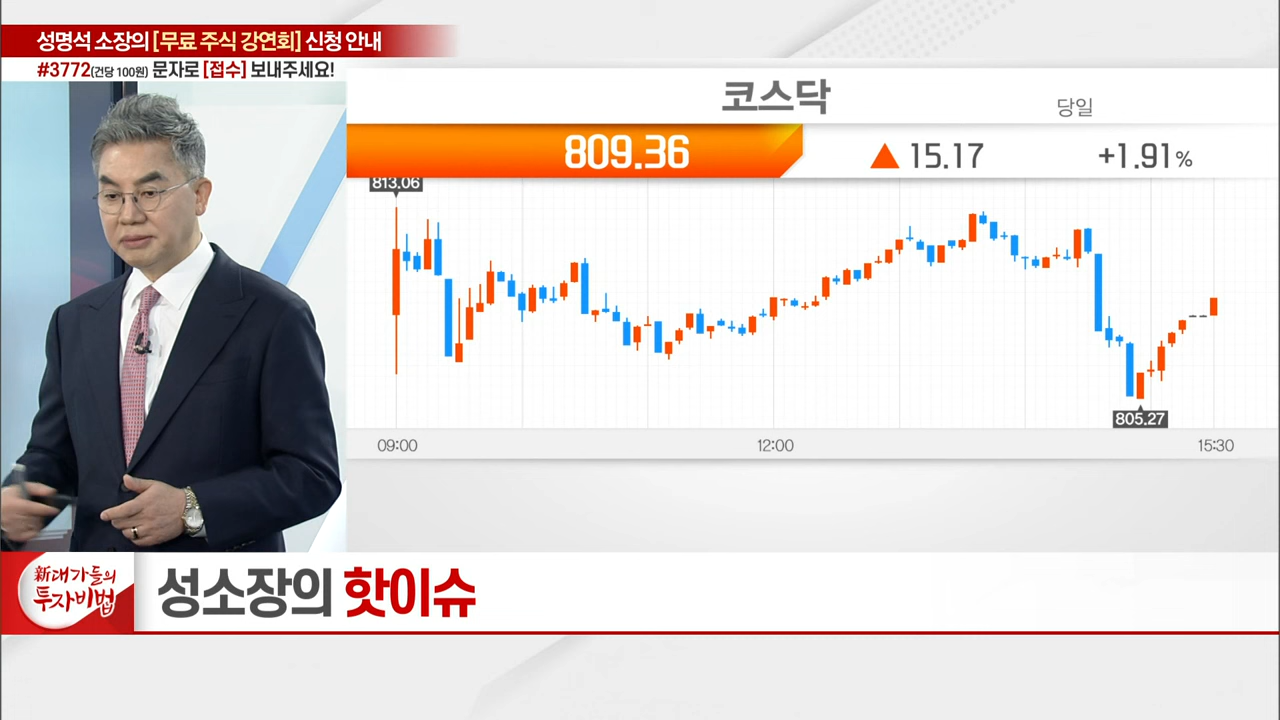 성명석 소장의 [무료 주식 강연회] 신청 안내
#3772(건당 100원) 문자로 [접수] 보내주세요!
코스닥
당일
809.36 ▲ 15.17 +1.91%
813.06
805.27
09:00 12:00 15:30
新대가들의
투자비법
성소장의 핫이슈